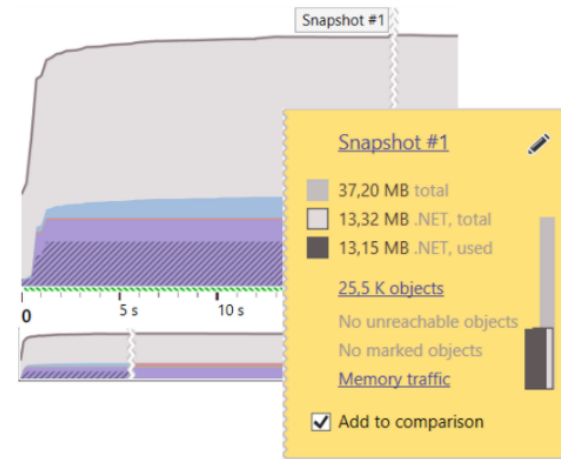 Snapshot #1
Snapshot #1
37,20 MB total
13,32 MB .NET, total
13,15 MB .NET, used
25,5 K objects
No unreachable objects
No marked objects
Memory traffic
Add to comparison
0
5 s
10 s